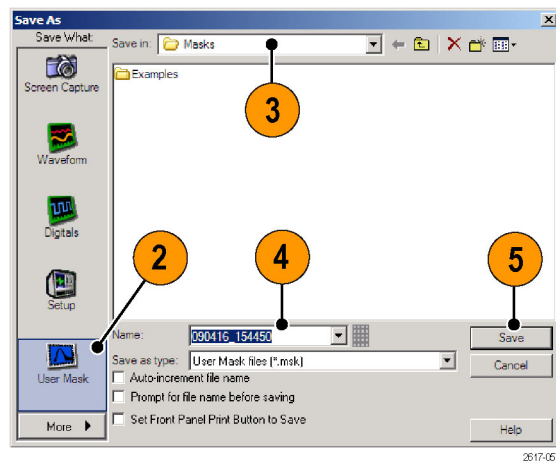 Save As
Save What:
Save in: Masks
Screen Capture
Examples
3
Waveform
Digitals
2
4
5
Setup
Name: 090416_154450
Save
Save as type: User Mask files (*.msk)
Cancel
User Mask
Auto-increment file name
Prompt for file name before saving
Set Front Panel Print Button to Save
More
Help
2617-05